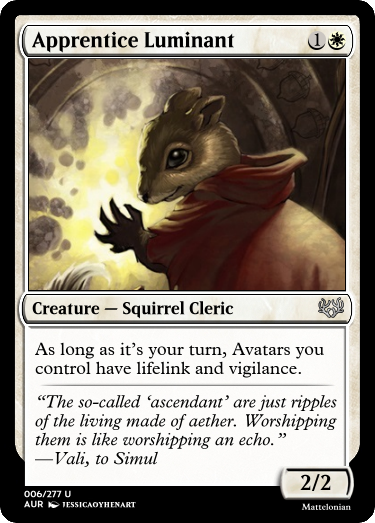 Apprentice Luminant
1
Creature — Squirrel Cleric
As long as it's your turn, Avatars you
control have lifelink and vigilance.
“The so-called ‘ascendant’ are just ripples
of the living made of aether. Worshipping
them is like worshipping an echo.”
—Vali, to Simul
2/2
006/277 U
AUR JESSICAOYHENART
Mattelonian